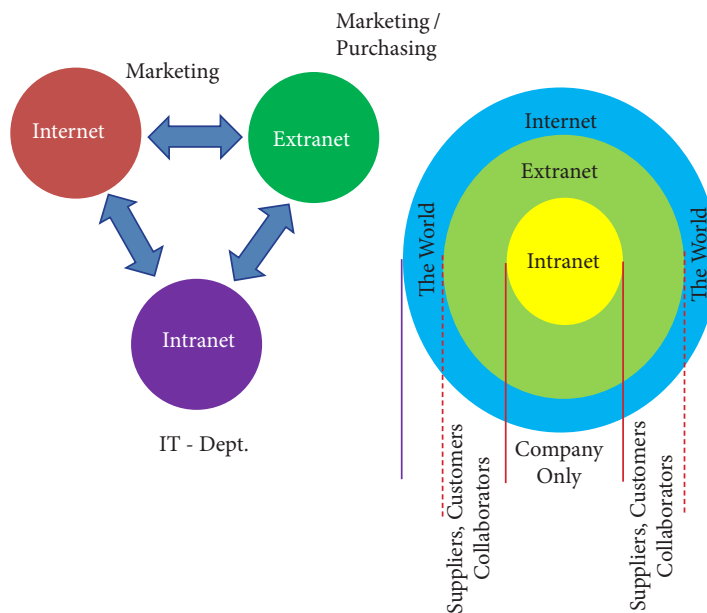 Marketing /
Purchasing
Marketing
Internet
Extranet
Intranet
IT - Dept.
Internet
Extranet
Intranet
The World
The World
Company
Only
Suppliers, Customers
Collaborators
Suppliers, Customers
Collaborators